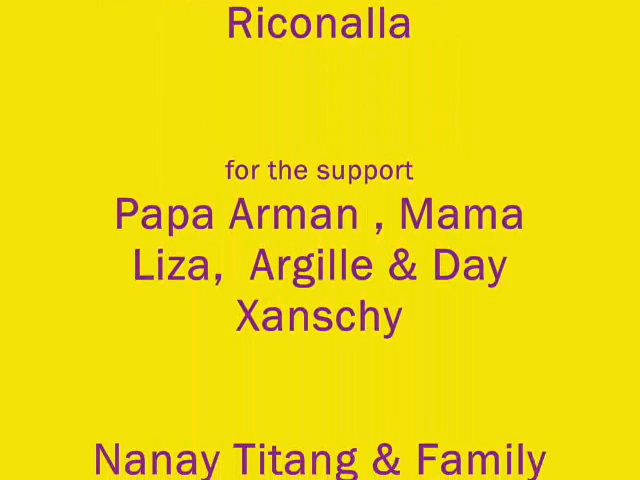 Riconalla
for the support
Papa Arman , Mama
Liza,  Argille & Day
Xanschy
Nanay Titang & Family